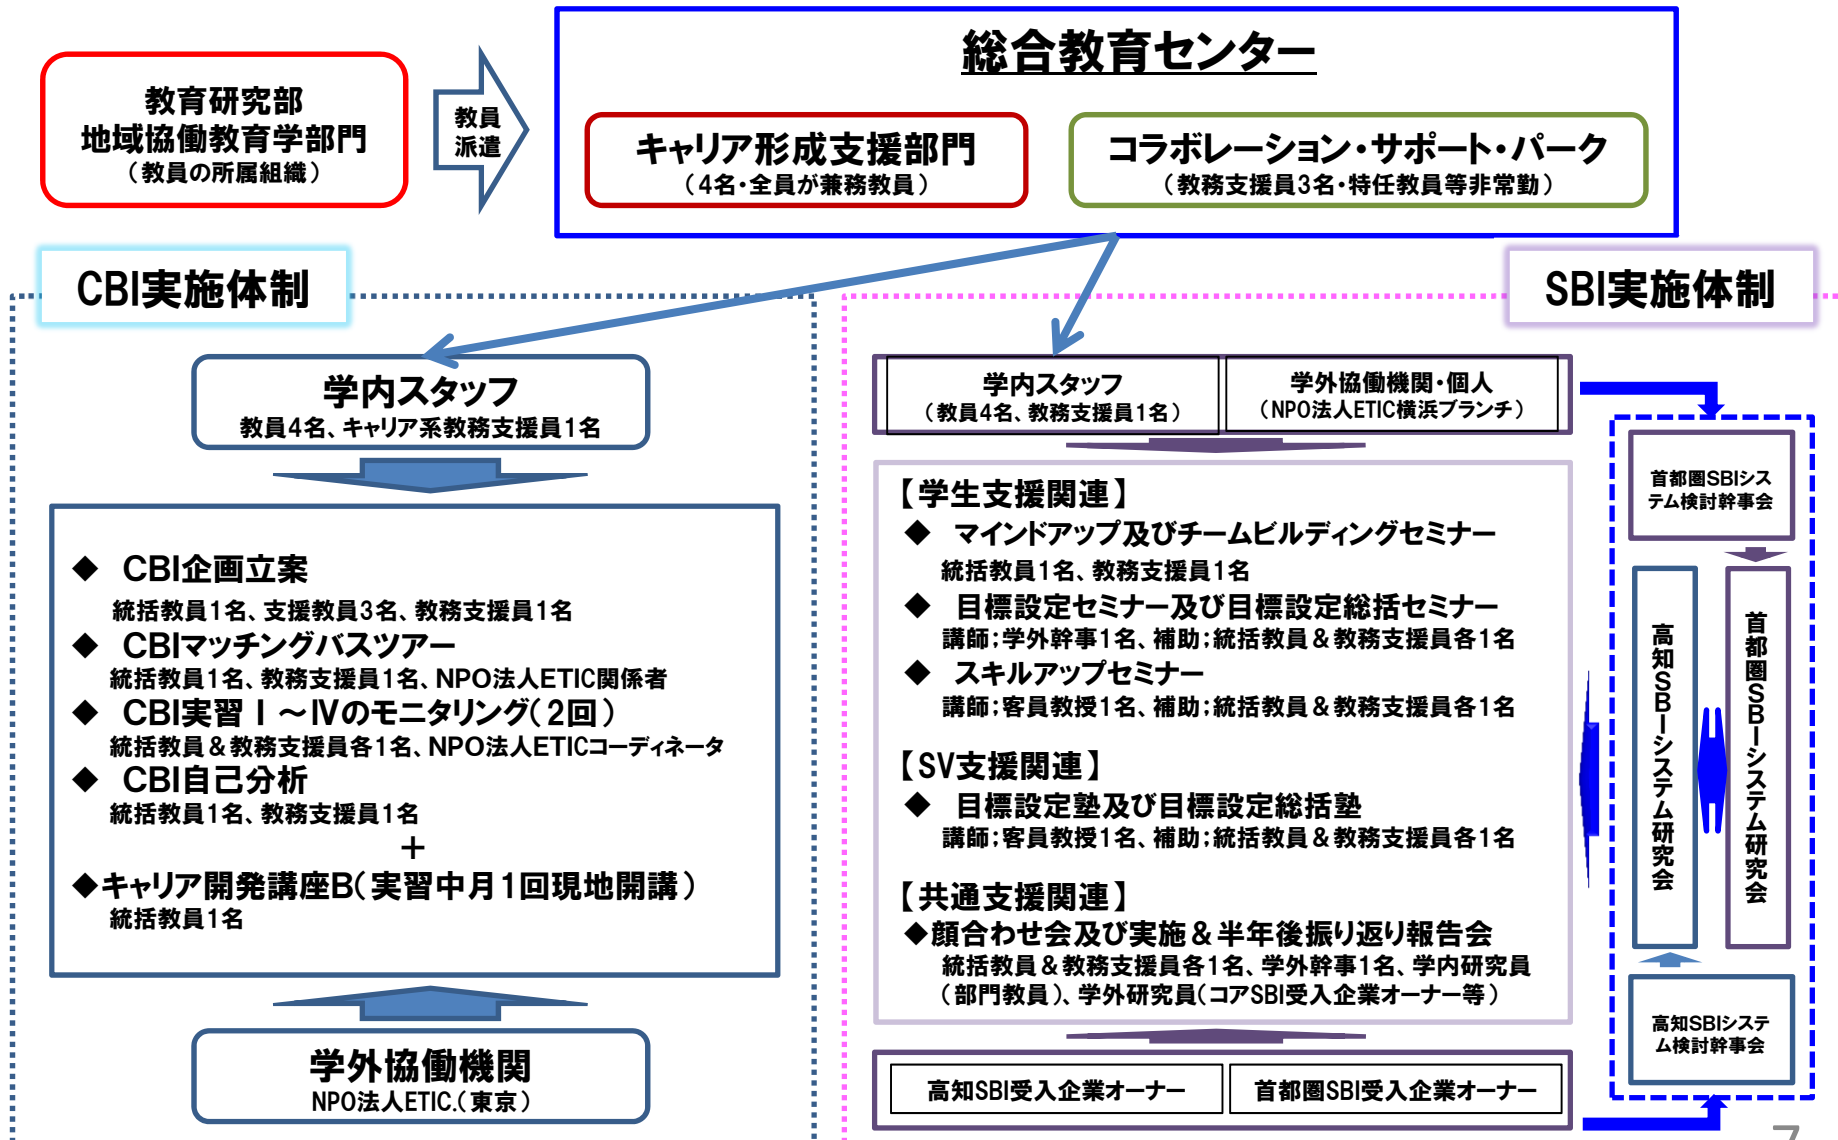 総合教育センター
教育研究部
地域協働教育学部門
（教員の所属組織）
教員
派遣
キャリア形成支援部門
（4名・全員が兼務教員）
コラボレーション・サポート・パーク
（教務支援員3名・特任教員等非常勤）
CBI実施体制
学内スタッフ
教員4名、キャリア系教務支援員1名
◆ CBI企画立案
統括教員1名、支援教員3名、教務支援員1名
◆ CBIマッチングバスツアー
統括教員1名、教務支援員1名、NPO法人ETIC関係者
◆ CBI実習Ⅰ～Ⅳのモニタリング（2回）
統括教員＆教務支援員各1名、NPO法人ETICコーディネータ
◆ CBI自己分析
統括教員1名、教務支援員1名
＋
◆キャリア開発講座B（実習中月1回現地開講）
統括教員1名
学外協働機関
NPO法人ETIC.（東京）
SBI実施体制
学内スタッフ
（教員4名、教務支援員1名）
学外協働機関・個人
（NPO法人ETIC横浜ブランチ）
【学生支援関連】
◆ マインドアップ及びチームビルディングセミナー
統括教員1名、教務支援員1名
◆ 目標設定セミナー及び目標設定総括セミナー
講師；学外幹事1名、補助；統括教員＆教務支援員各1名
◆ スキルアップセミナー
講師；客員教授1名、補助；統括教員＆教務支援員各1名
【SV支援関連】
◆ 目標設定塾及び目標設定総括塾
講師；客員教授1名、補助；統括教員＆教務支援員各1名
【共通支援関連】
◆顔合わせ会及び実施＆半年後振り返り報告会
統括教員＆教務支援員各1名、学外幹事1名、学内研究員
（部門教員）、学外研究員（コアSBI受入企業オーナー等）
高知SBI受入企業オーナー
首都圏SBI受入企業オーナー
首都圏SBIシス
テム検討幹事会
高知SBIシステム研究会
首都圏SBIシステム研究会
高知SBIシステ
ム検討幹事会
7